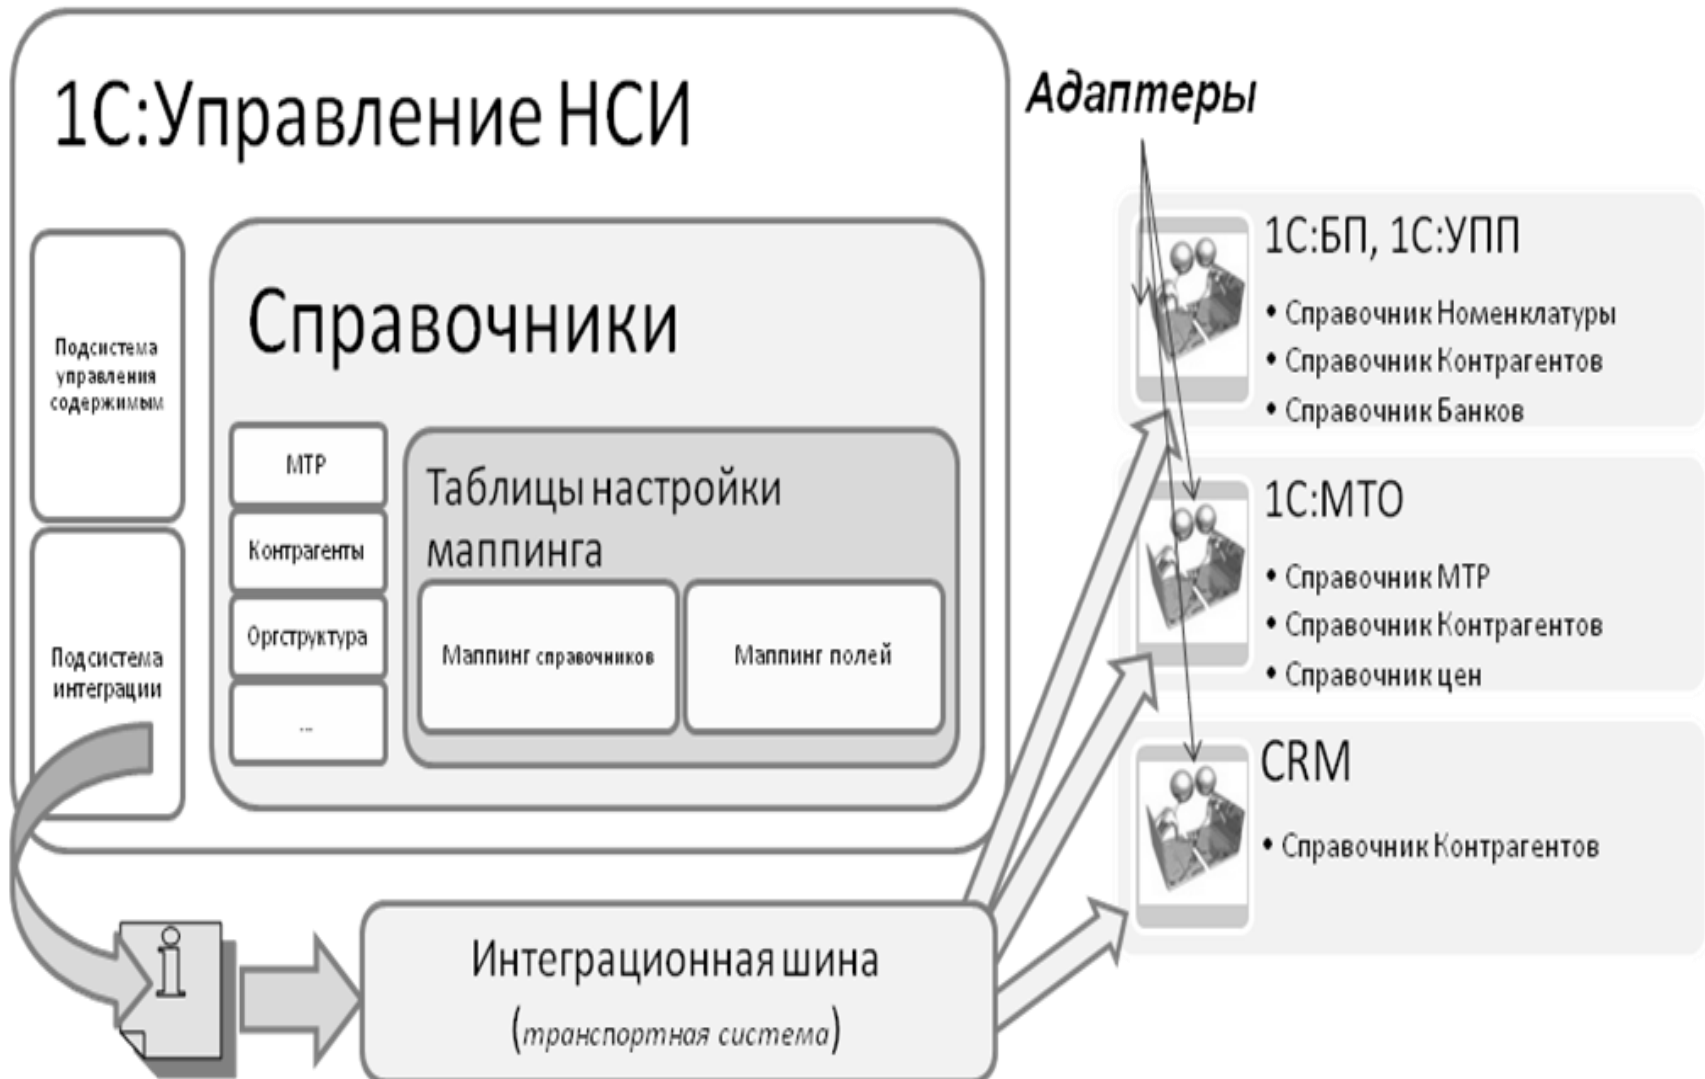 1С:Управление НСИ
Подсистема
управления
содержимым
Подсистема
интеграции
Справочники
МТР
Контрагенты
Оргструктура
...
Таблицы настройки
маппинга
Маппинг справочников
Маппинг полей
Интеграционная шина
(транспортная система)
Адаптеры
1С:БП, 1С:УПП
• Справочник Номенклатуры
• Справочник Контрагентов
• Справочник Банков
1С:МТО
• Справочник МТР
• Справочник Контрагентов
• Справочник цен
CRM
• Справочник Контрагентов
i